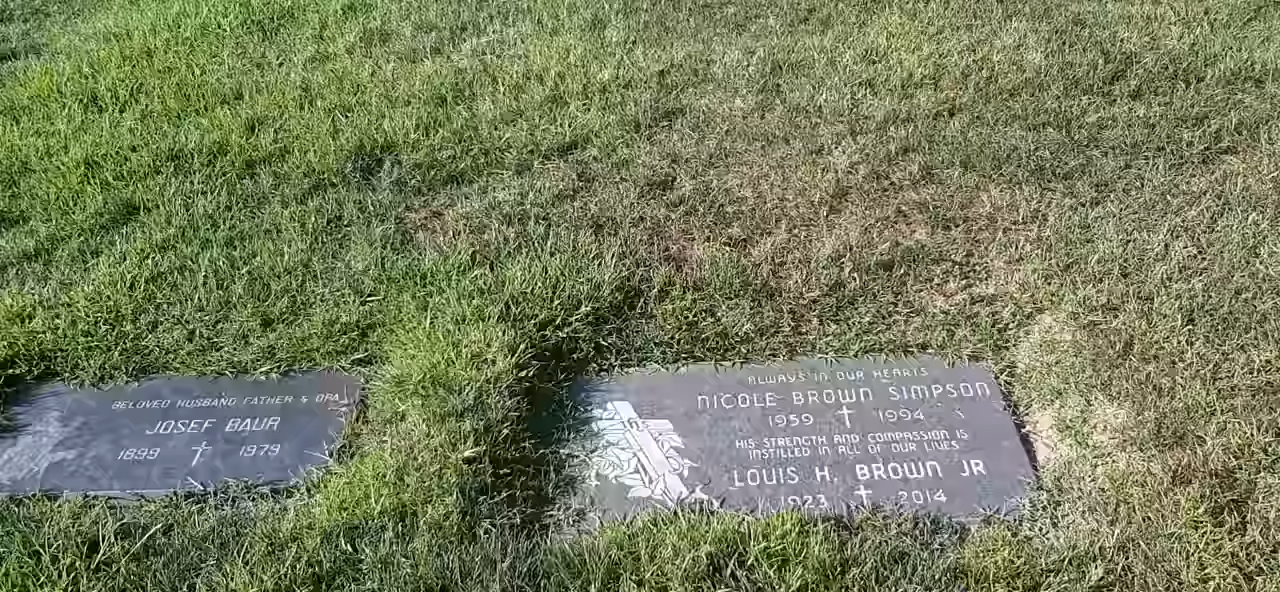 BELOVED HUSBAND FATHER & OPA
JOSEF BAUR
1899 1979
ALWAYS IN OUR HEARTS
NICOLE BROWN SIMPSON
1959 1994
HIS STRENGTH AND COMPASSION IS
INSTILLED IN ALL OF OUR LIVES
LOUIS H. BROWN JR
1923 2014